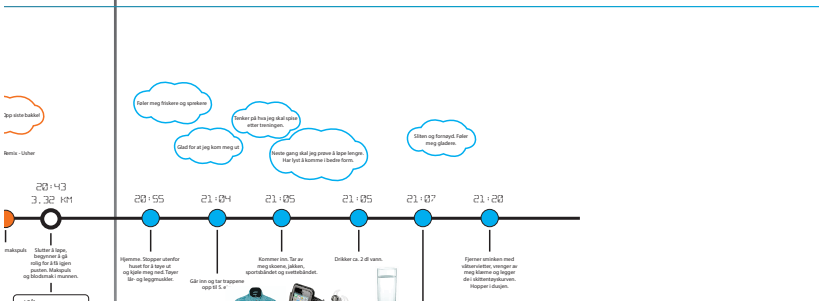 Opp siste bakke!
Remix - Usher
Føler meg friskere og sprekere
Glad for at jeg kom meg ut
Tenker på hva jeg skal spise
etter treningen.
Neste gang skal jeg prøve å løpe lengre.
Har lyst å komme i bedre form.
Sliten og fornøyd. Føler
meg gladere.
20:43
3.32 KM
20:55
21:04
21:05
21:05
21:07
21:20
makspuls
Slutter å løpe,
begynner å gå
rolig for å få igjen
pusten. Makspuls
og blodsmak i munnen.
Hjemme. Stopper utenfor
huset for å tøye ut
og kjøle meg ned. Tøyer
lår- og leggmuskler.
Går inn og tar trappene
opp til 5. e
Kommer inn. Tar av
meg skoene, jakken,
sportsbåndet og svettebåndet.
Drikker ca. 2 dl vann.
Fjerner sminken med
våtservietter, vrenger av
meg klærne og legger
de i skittentøyskurven.
Hopper i dusjen.